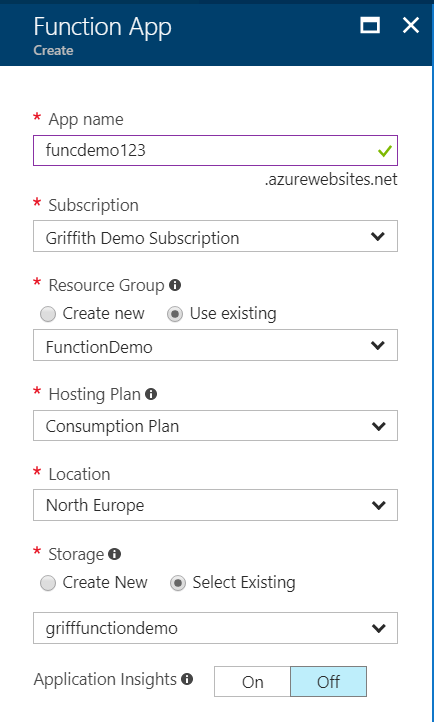 Function App
Create
* App name
funcdemo123
.azurewebsites.net
* Subscription
Griffith Demo Subscription
* Resource Group
Create new Use existing
FunctionDemo
* Hosting Plan
Consumption Plan
* Location
North Europe
* Storage
Create New Select Existing
grifffunctiondemo
Application Insights On Off